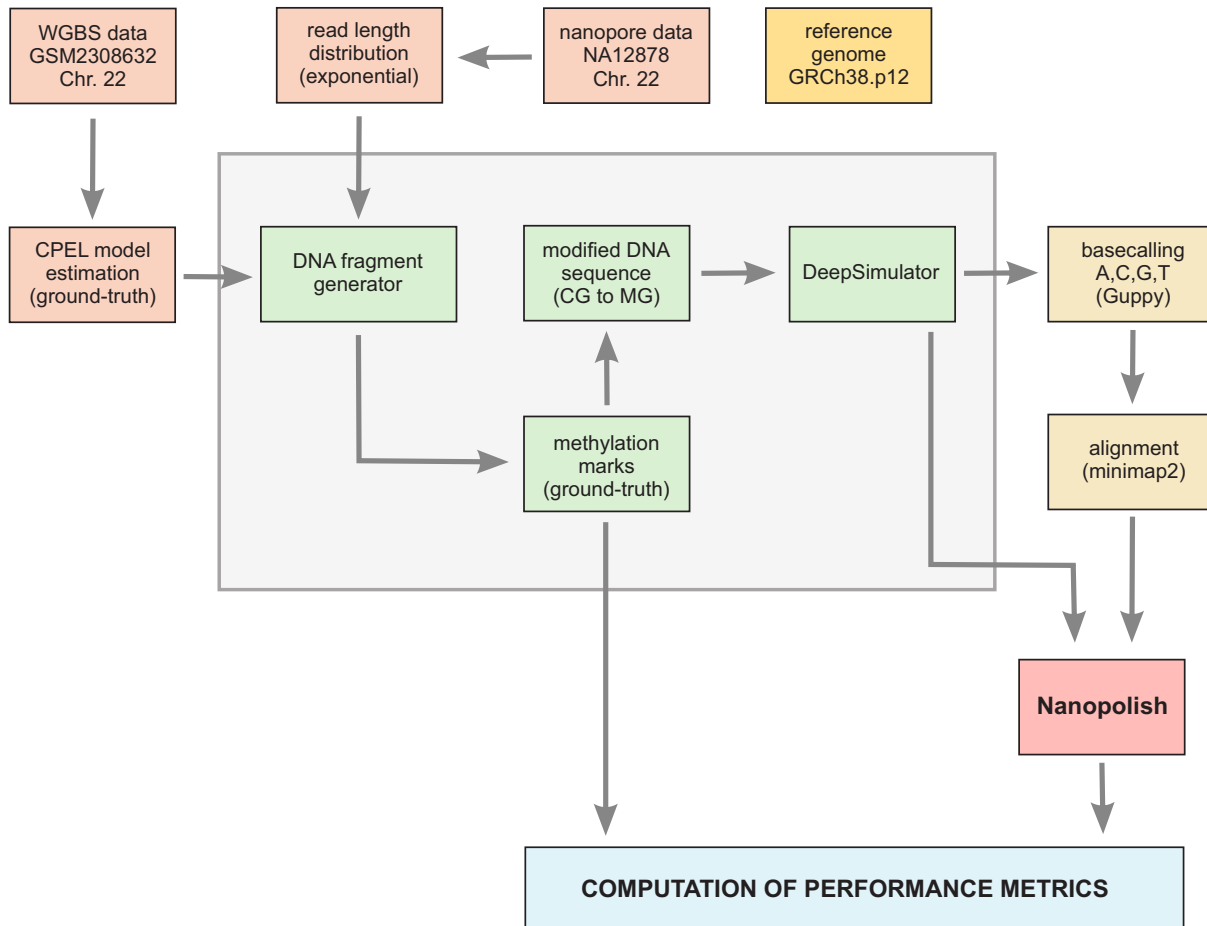 WGBS data
GSM2308632
Chr. 22
read length
distribution
(exponential)
nanopore data
NA12878
Chr. 22
reference
genome
GRCh38.p12
CPEL model
estimation
(ground-truth)
DNA fragment
generator
modified DNA
sequence
(CG to MG)
DeepSimulator
basecalling
A,C,G,T
(Guppy)
methylation
marks
(ground-truth)
alignment
(minimap2)
Nanopolish
COMPUTATION OF PERFORMANCE METRICS